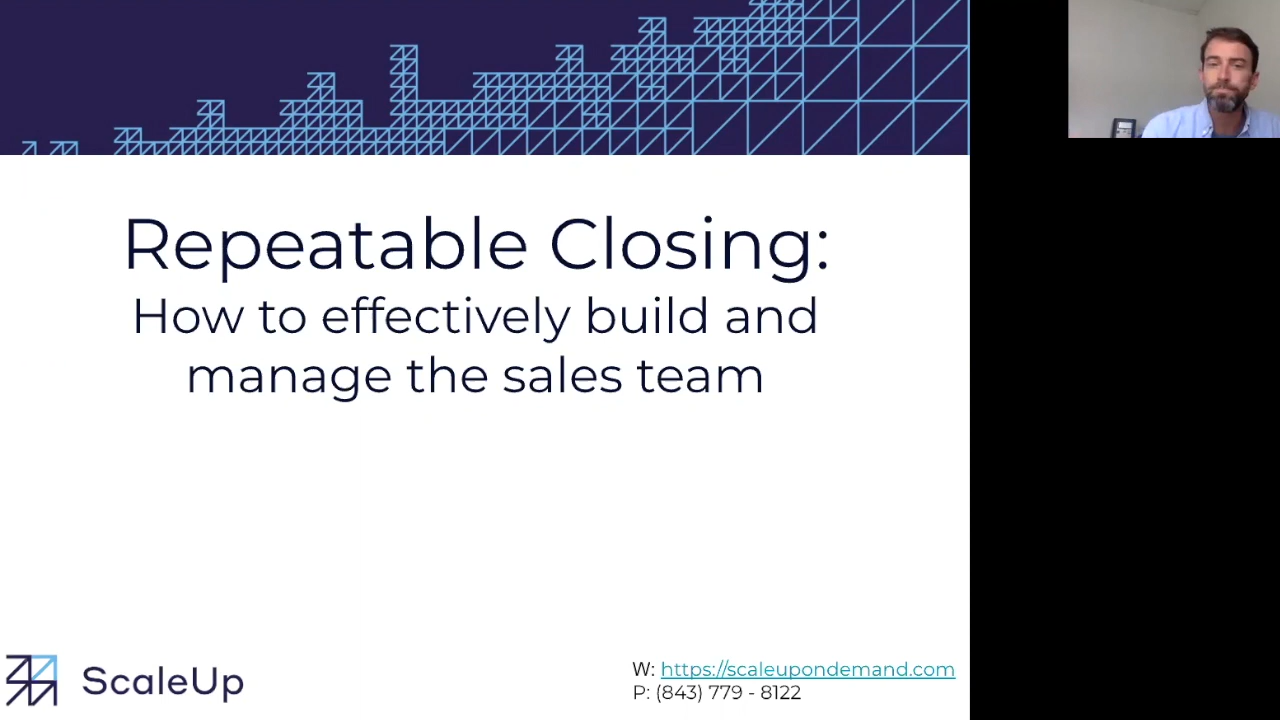 Repeatable Closing:
How to effectively build and
manage the sales team
ScaleUp
W: https://scaleupondemand.com
P: (843) 779 - 8122